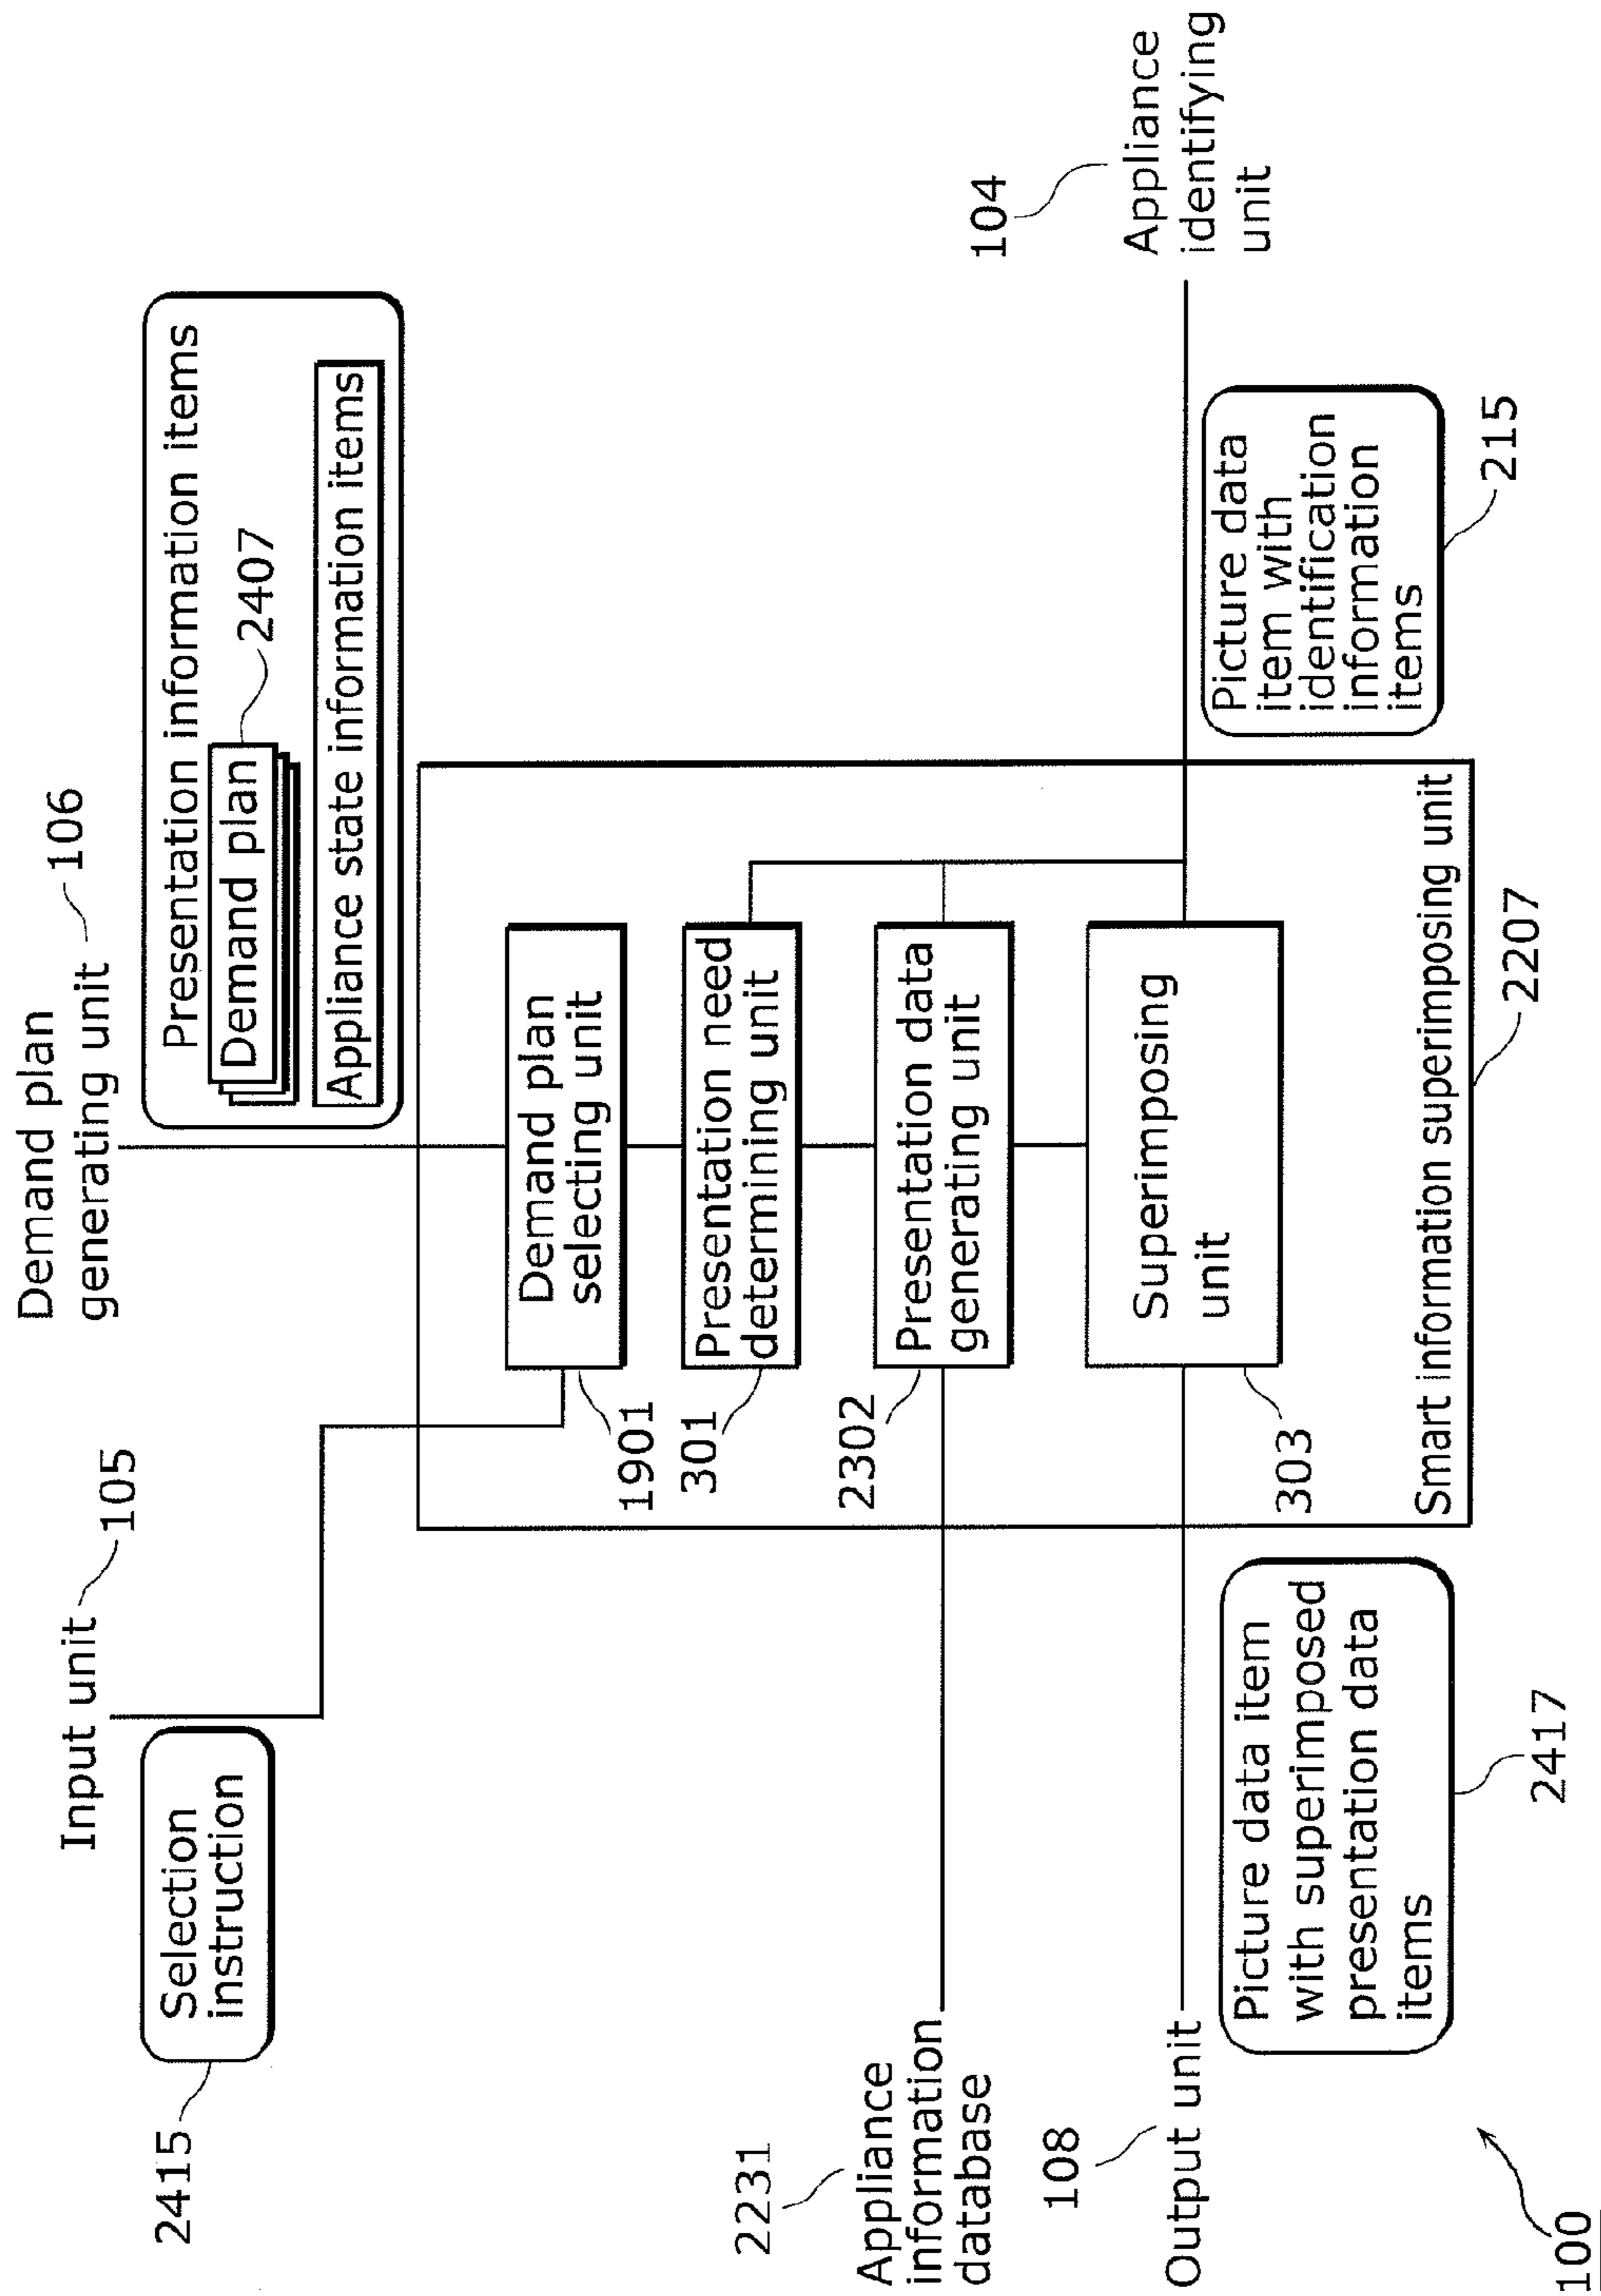 Demand plan
generating unit
106
Input unit
105
Selection
instruction
2415
Presentation information items
Demand plan
2407
Appliance state information items
Demand plan
selecting unit
1901
Presentation need
determining unit
301
Presentation data
generating unit
2302
Superimposing
unit
303
Smart information superimposing unit
2207
2231
Appliance
information
database
108
Output unit
Picture data item
with superimposed
presentation data
items
2417
104
Appliance
identifying
unit
Picture data
item with
identification
information
items
215
100